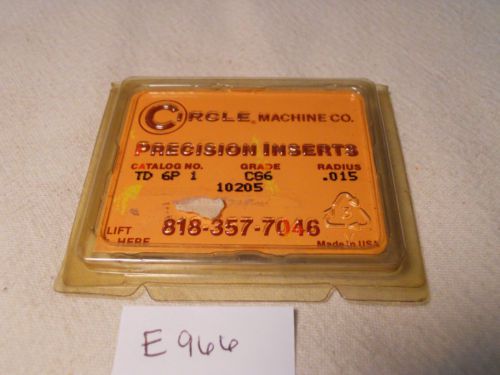 CIRCLE MACHINE CO.
PRECISION INSERTS
CATALOG NO. GRADE RADIUS
TD 6P 1 C66 .015
10205
LIFT HERE
818-357-7046
Made in USA
E966